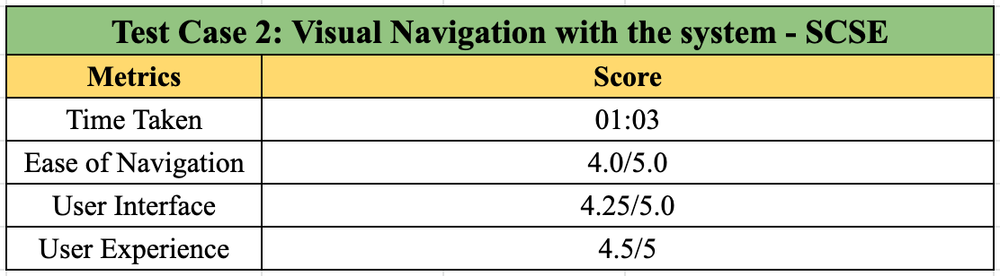 Test Case 2: Visual Navigation with the system - SCSE
Metrics Score
Time Taken 01:03
Ease of Navigation 4.0/5.0
User Interface 4.25/5.0
User Experience 4.5/5